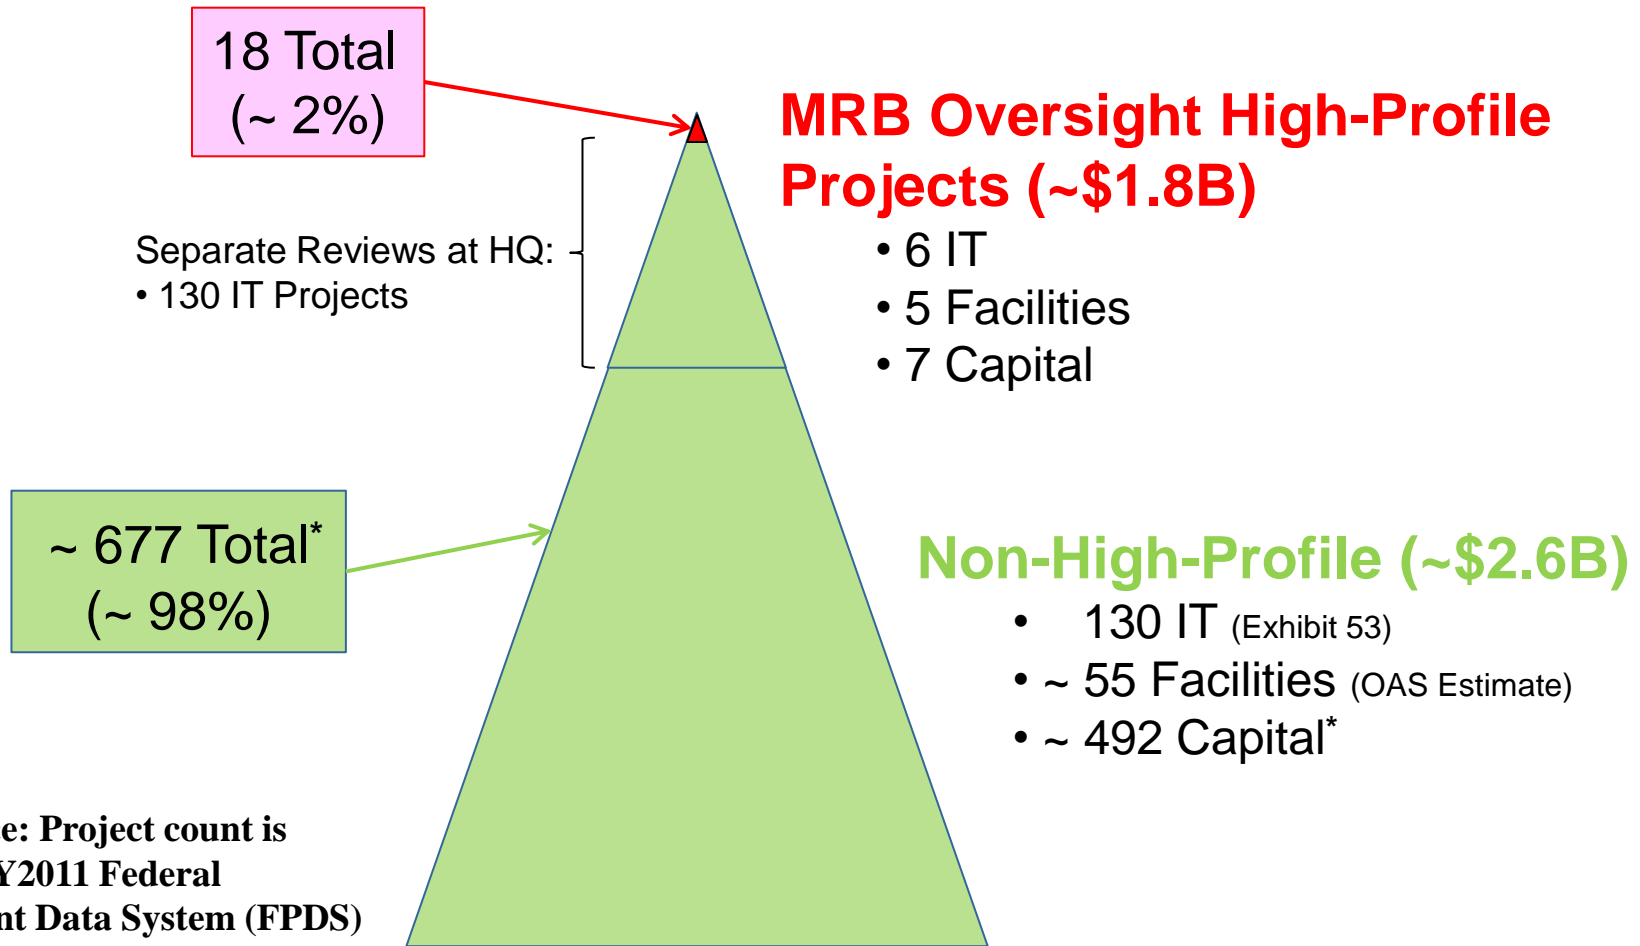 18 Total
(~ 2%)
MRB Oversight High-Profile
Projects (~$1.8B)
• 6 IT
• 5 Facilities
• 7 Capital
Separate Reviews at HQ:
• 130 IT Projects
~ 677 Total*
(~ 98%)
Non-High-Profile (~$2.6B)
• 130 IT (Exhibit 53)
• ~ 55 Facilities (OAS Estimate)
• ~ 492 Capital*
Project count is
Y2011 Federal
Data System (FPDS)